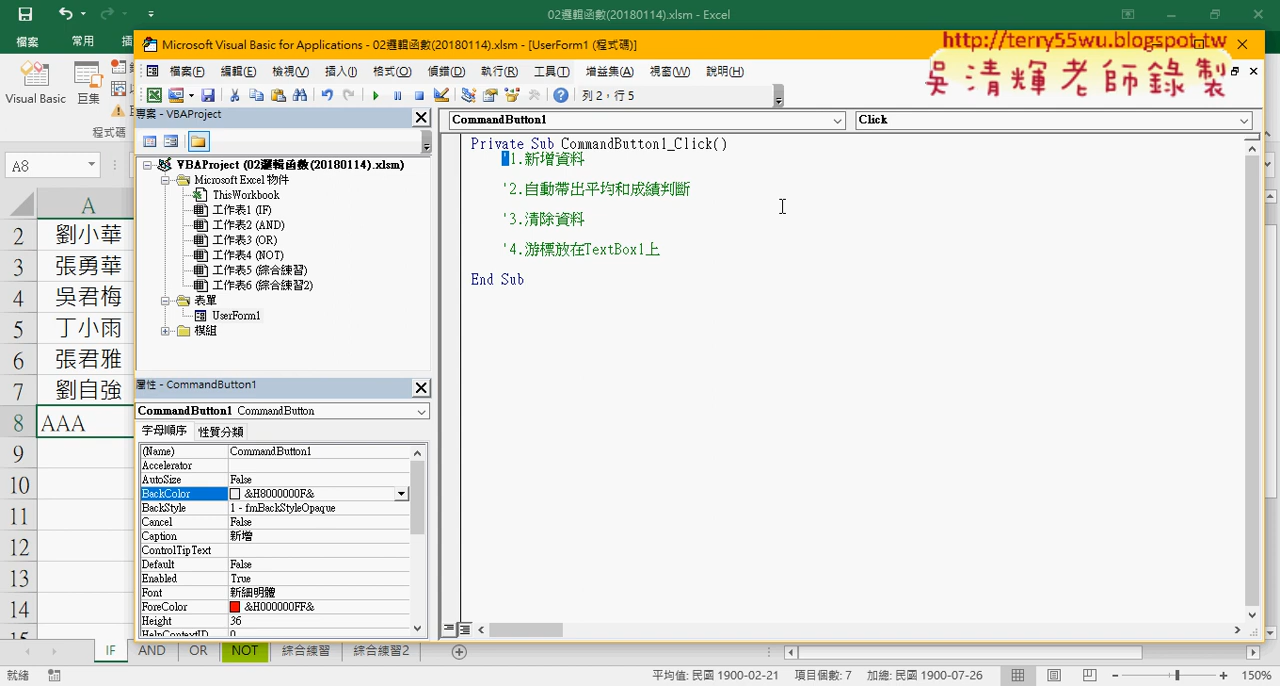 02邏輯函數(20180114).xlsm - Excel
檔案
常用
插
Visual Basic
巨集
程式碼
A8
A
2 劉小華
3 張勇華
4 吳君梅
5 丁小雨
6 張君雅
7 劉自強
8 AAA
9
10
11
12
13
14
15
Microsoft Visual Basic for Applications - 02邏輯函數(20180114).xlsm - [UserForm1 (程式碼)]
http://terry55wu.blogspot.tw
吳清輝老師錄製
檔案(F) 編輯(E) 檢視(V) 插入(I) 格式(O) 偵錯(D) 執行(R) 工具(T) 增益集(A) 視窗(W) 說明(H)
列 2，行 5
專案 - VBAProject
VBAProject (02邏輯函數(20180114).xlsm)
Microsoft Excel 物件
ThisWorkbook
工作表1 (IF)
工作表2 (AND)
工作表3 (OR)
工作表4 (NOT)
工作表5 (綜合練習)
工作表6 (綜合練習2)
表單
UserForm1
模組
屬性 - CommandButton1
CommandButton1 CommandButton
字母順序 性質分類
(Name) CommandButton1
Accelerator
AutoSize False
BackColor &H8000000F&
BackStyle 1 - fmBackStyleOpaque
Cancel False
Caption 新增
ControlTipText
Default False
Enabled True
Font 新細明體
ForeColor &H000000FF&
Height 36
HelpContextID 0
CommandButton1 Click
Private Sub CommandButton1_Click()
'1.新增資料
'2.自動帶出平均和成績判斷
'3.清除資料
'4.游標放在TextBox1上
End Sub
IF AND OR NOT 綜合練習 綜合練習2
就緒
平均值: 民國 1900-02-21 項目個數: 7 加總: 民國 1900-07-26
150%